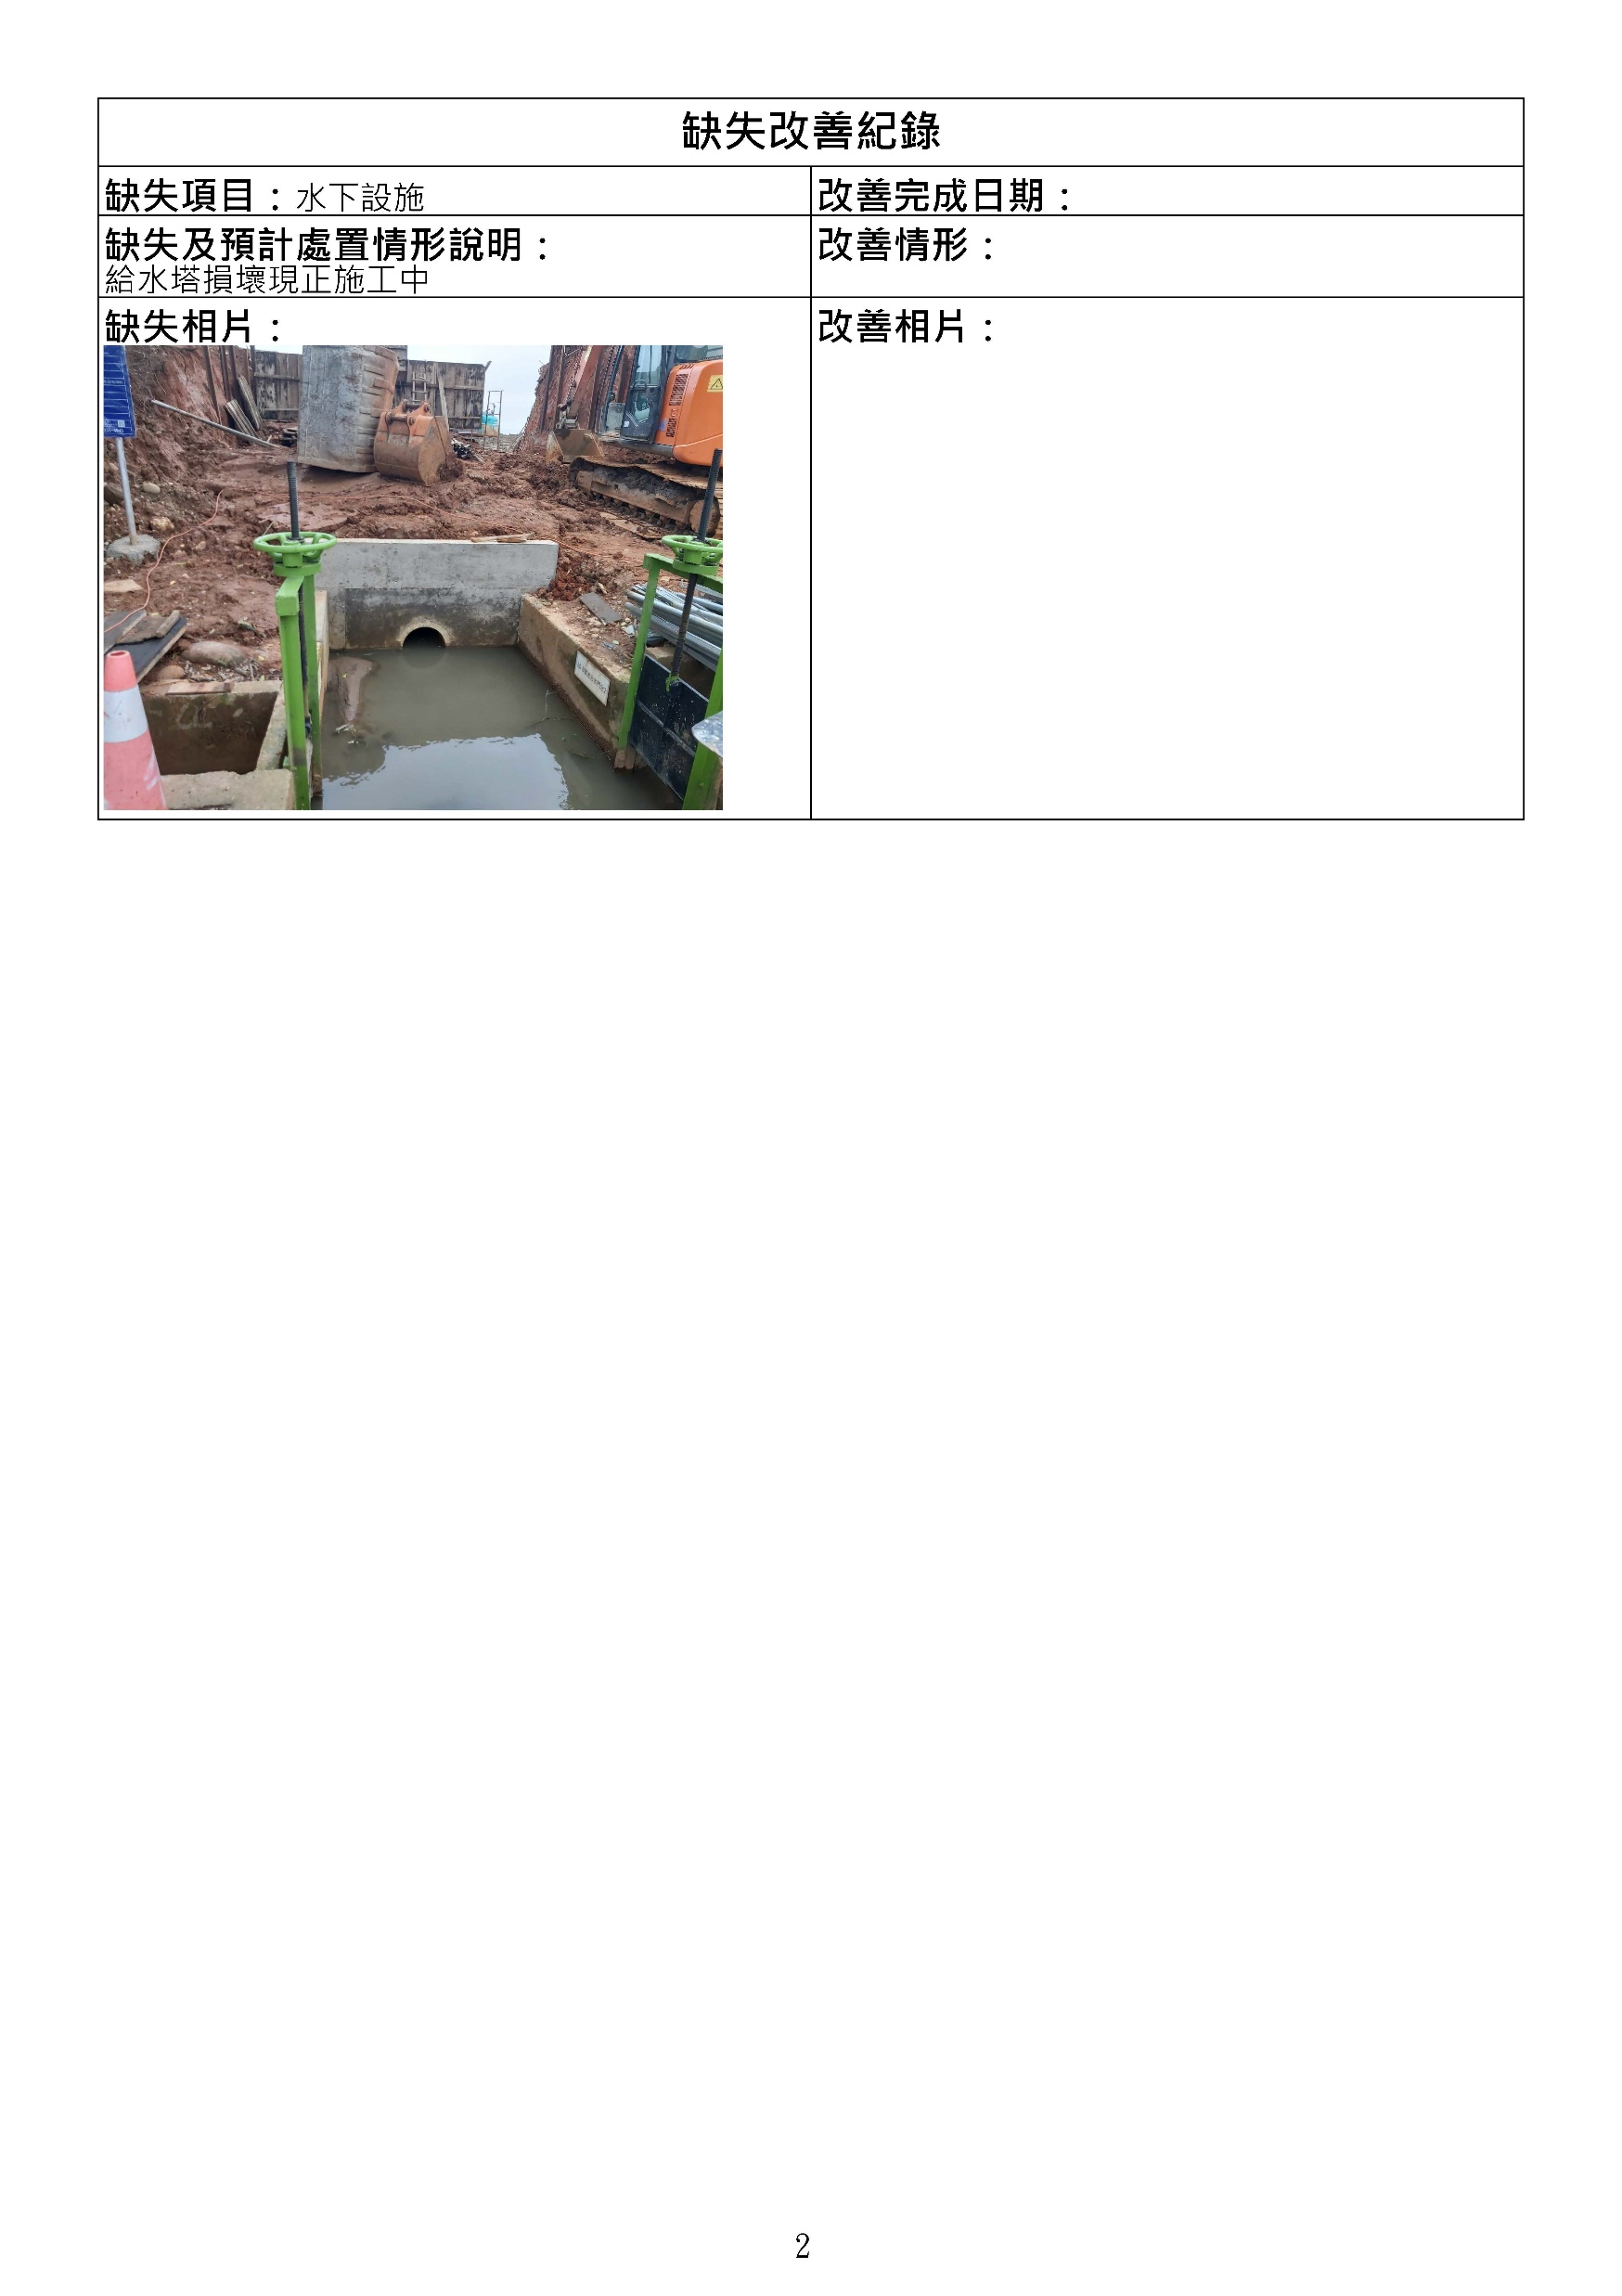 缺失改善紀錄
缺失項目：水下設施
改善完成日期：
缺失及預計處置情形說明：
給水塔損壞現正施工中
改善情形：
缺失相片：
改善相片：
2